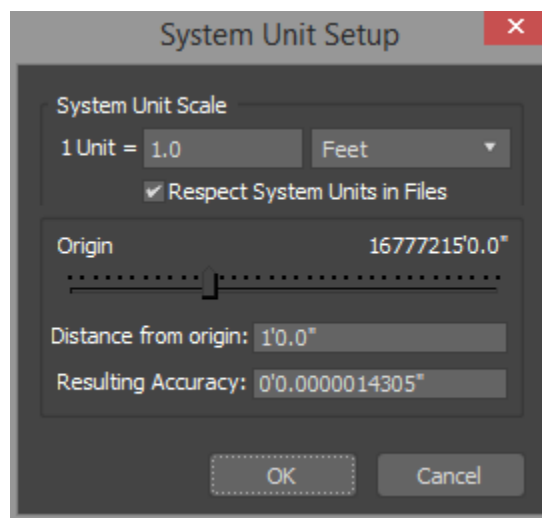 System Unit Setup
System Unit Scale
1 Unit = 1.0 Feet
Respect System Units in Files
Origin 16777215'0.0"
Distance from origin: 1'0.0"
Resulting Accuracy: 0'0.0000014305"
OK Cancel